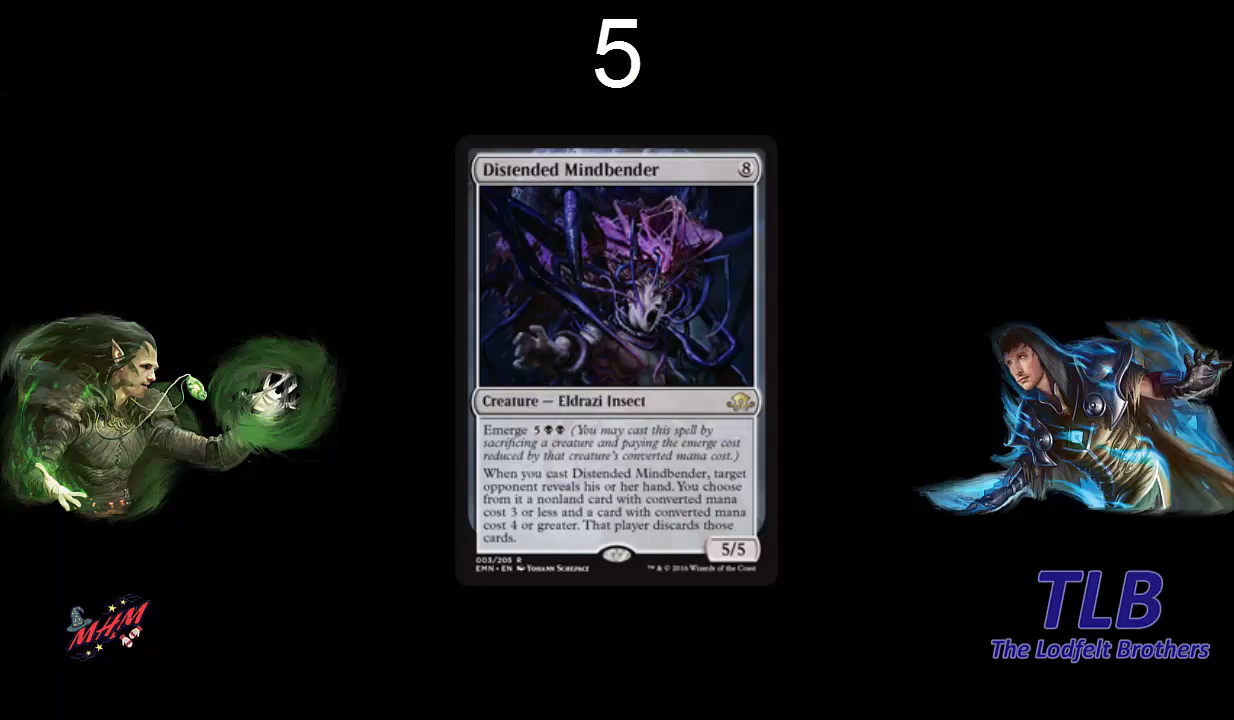 5
Distended Mindbender 8
Creature — Eldrazi Insect
Emerge 5 (You may cast this spell by
sacrificing a creature and paying the emerge cost
reduced by that creature's converted mana cost.)
When you cast Distended Mindbender, target
opponent reveals his or her hand. You choose
from it a nonland card with converted mana
cost 3 or less and a card with converted mana
cost 4 or greater. That player discards those
cards.
5/5
003/205 R
EMN • EN Yohann Schepacz
™ & © 2016 Wizards of the Coast
MHM
TLB
The Lodfelt Brothers